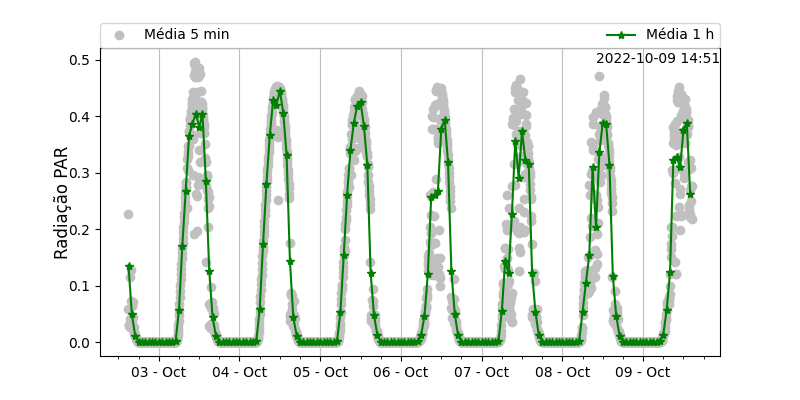 Média 5 min
Média 1 h
2022-10-09 14:51
Radiação PAR
0.5
0.4
0.3
0.2
0.1
0.0
03 - Oct
04 - Oct
05 - Oct
06 - Oct
07 - Oct
08 - Oct
09 - Oct